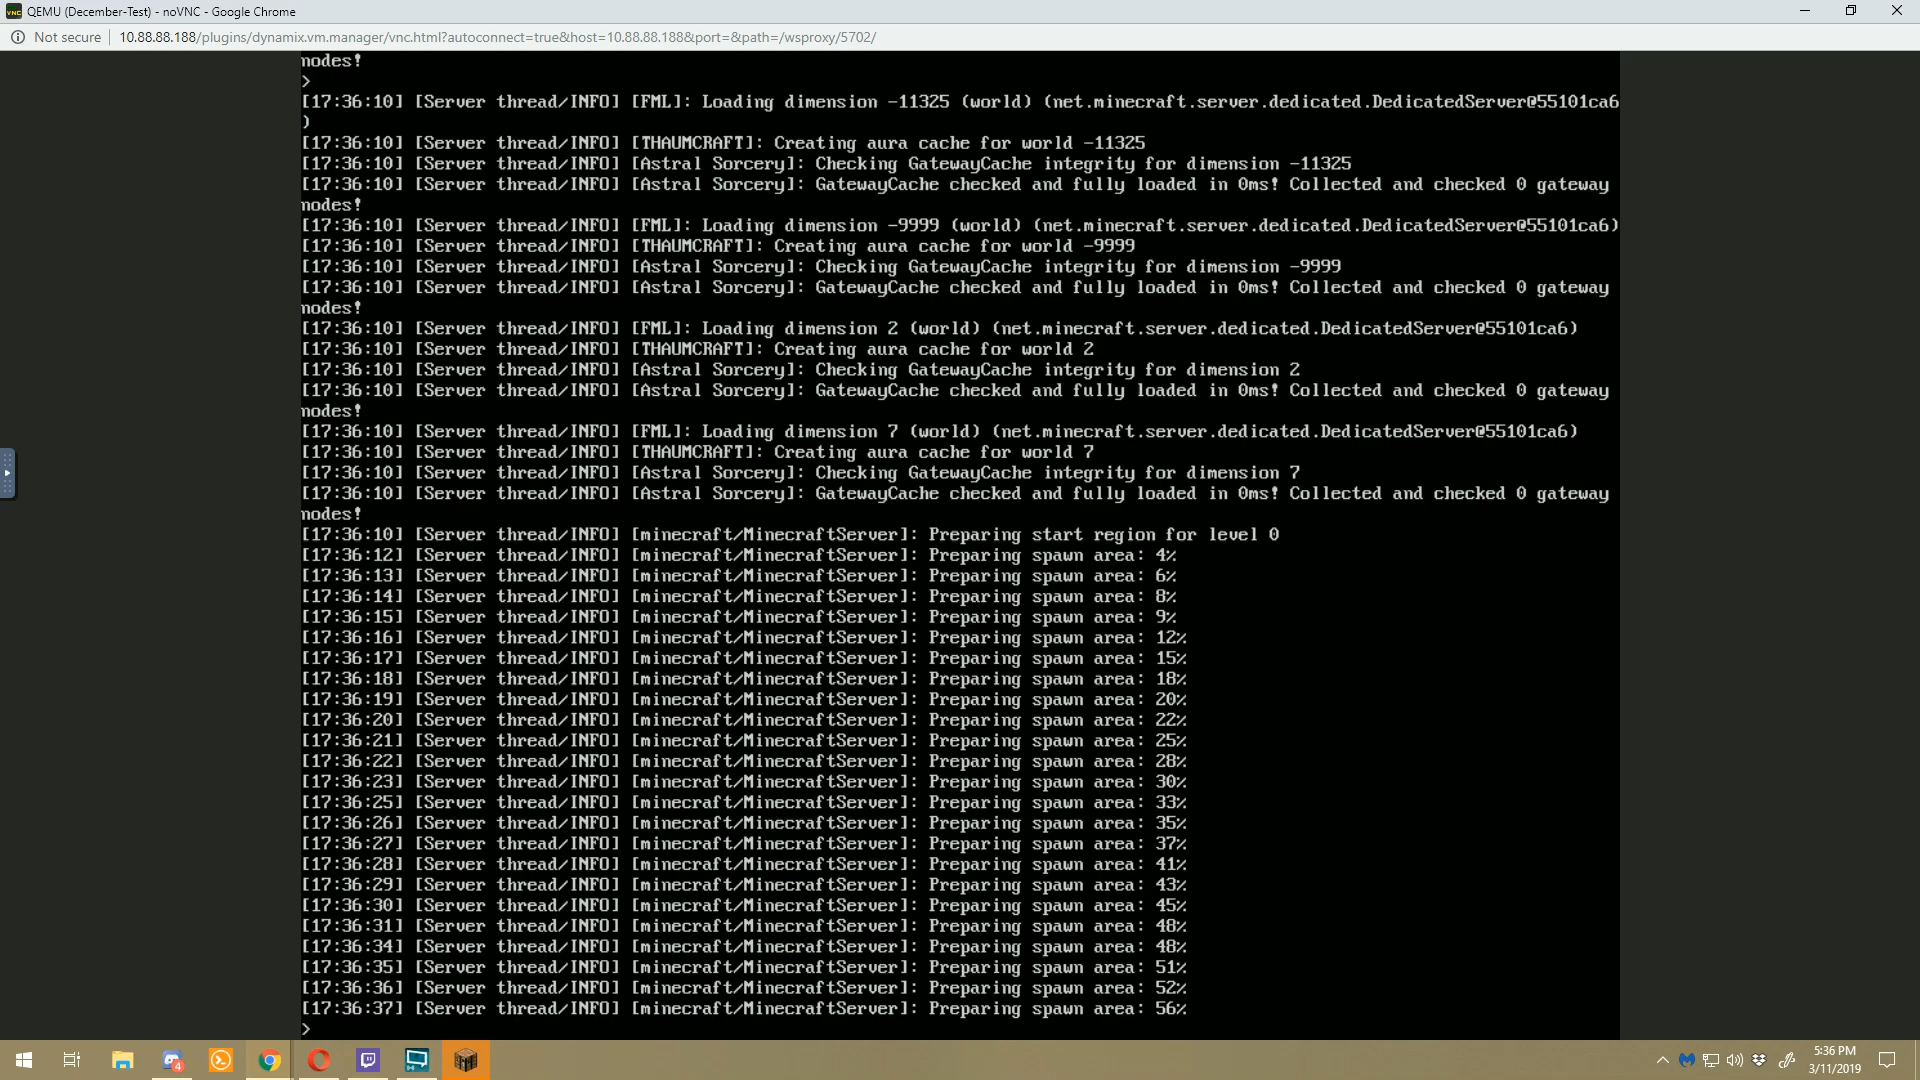 QEMU (December-Test) - noVNC - Google Chrome
Not secure | 10.88.88.188/plugins/dynamix.vm.manager/vnc.html?autoconnect=true&host=10.88.88.188&port=&path=/wsproxy/5702/
nodes!
>
[17:36:10] [Server thread/INFO] [FML]: Loading dimension -11325 (world) (net.minecraft.server.dedicated.DedicatedServer@55101ca6
)
[17:36:10] [Server thread/INFO] [THAUMCRAFT]: Creating aura cache for world -11325
[17:36:10] [Server thread/INFO] [Astral Sorcery]: Checking GatewayCache integrity for dimension -11325
[17:36:10] [Server thread/INFO] [Astral Sorcery]: GatewayCache checked and fully loaded in 0ms! Collected and checked 0 gateway
nodes!
[17:36:10] [Server thread/INFO] [FML]: Loading dimension -9999 (world) (net.minecraft.server.dedicated.DedicatedServer@55101ca6)
[17:36:10] [Server thread/INFO] [THAUMCRAFT]: Creating aura cache for world -9999
[17:36:10] [Server thread/INFO] [Astral Sorcery]: Checking GatewayCache integrity for dimension -9999
[17:36:10] [Server thread/INFO] [Astral Sorcery]: GatewayCache checked and fully loaded in 0ms! Collected and checked 0 gateway
nodes!
[17:36:10] [Server thread/INFO] [FML]: Loading dimension 2 (world) (net.minecraft.server.dedicated.DedicatedServer@55101ca6)
[17:36:10] [Server thread/INFO] [THAUMCRAFT]: Creating aura cache for world 2
[17:36:10] [Server thread/INFO] [Astral Sorcery]: Checking GatewayCache integrity for dimension 2
[17:36:10] [Server thread/INFO] [Astral Sorcery]: GatewayCache checked and fully loaded in 0ms! Collected and checked 0 gateway
nodes!
[17:36:10] [Server thread/INFO] [FML]: Loading dimension 7 (world) (net.minecraft.server.dedicated.DedicatedServer@55101ca6)
[17:36:10] [Server thread/INFO] [THAUMCRAFT]: Creating aura cache for world 7
[17:36:10] [Server thread/INFO] [Astral Sorcery]: Checking GatewayCache integrity for dimension 7
[17:36:10] [Server thread/INFO] [Astral Sorcery]: GatewayCache checked and fully loaded in 0ms! Collected and checked 0 gateway
nodes!
[17:36:10] [Server thread/INFO] [minecraft/MinecraftServer]: Preparing start region for level 0
[17:36:12] [Server thread/INFO] [minecraft/MinecraftServer]: Preparing spawn area: 4%
[17:36:13] [Server thread/INFO] [minecraft/MinecraftServer]: Preparing spawn area: 6%
[17:36:14] [Server thread/INFO] [minecraft/MinecraftServer]: Preparing spawn area: 8%
[17:36:15] [Server thread/INFO] [minecraft/MinecraftServer]: Preparing spawn area: 9%
[17:36:16] [Server thread/INFO] [minecraft/MinecraftServer]: Preparing spawn area: 12%
[17:36:17] [Server thread/INFO] [minecraft/MinecraftServer]: Preparing spawn area: 15%
[17:36:18] [Server thread/INFO] [minecraft/MinecraftServer]: Preparing spawn area: 18%
[17:36:19] [Server thread/INFO] [minecraft/MinecraftServer]: Preparing spawn area: 20%
[17:36:20] [Server thread/INFO] [minecraft/MinecraftServer]: Preparing spawn area: 22%
[17:36:21] [Server thread/INFO] [minecraft/MinecraftServer]: Preparing spawn area: 25%
[17:36:22] [Server thread/INFO] [minecraft/MinecraftServer]: Preparing spawn area: 28%
[17:36:23] [Server thread/INFO] [minecraft/MinecraftServer]: Preparing spawn area: 30%
[17:36:25] [Server thread/INFO] [minecraft/MinecraftServer]: Preparing spawn area: 33%
[17:36:26] [Server thread/INFO] [minecraft/MinecraftServer]: Preparing spawn area: 35%
[17:36:27] [Server thread/INFO] [minecraft/MinecraftServer]: Preparing spawn area: 37%
[17:36:28] [Server thread/INFO] [minecraft/MinecraftServer]: Preparing spawn area: 41%
[17:36:29] [Server thread/INFO] [minecraft/MinecraftServer]: Preparing spawn area: 43%
[17:36:30] [Server thread/INFO] [minecraft/MinecraftServer]: Preparing spawn area: 45%
[17:36:31] [Server thread/INFO] [minecraft/MinecraftServer]: Preparing spawn area: 48%
[17:36:34] [Server thread/INFO] [minecraft/MinecraftServer]: Preparing spawn area: 48%
[17:36:35] [Server thread/INFO] [minecraft/MinecraftServer]: Preparing spawn area: 51%
[17:36:36] [Server thread/INFO] [minecraft/MinecraftServer]: Preparing spawn area: 52%
[17:36:37] [Server thread/INFO] [minecraft/MinecraftServer]: Preparing spawn area: 56%
>
4
5:36 PM
3/11/2019